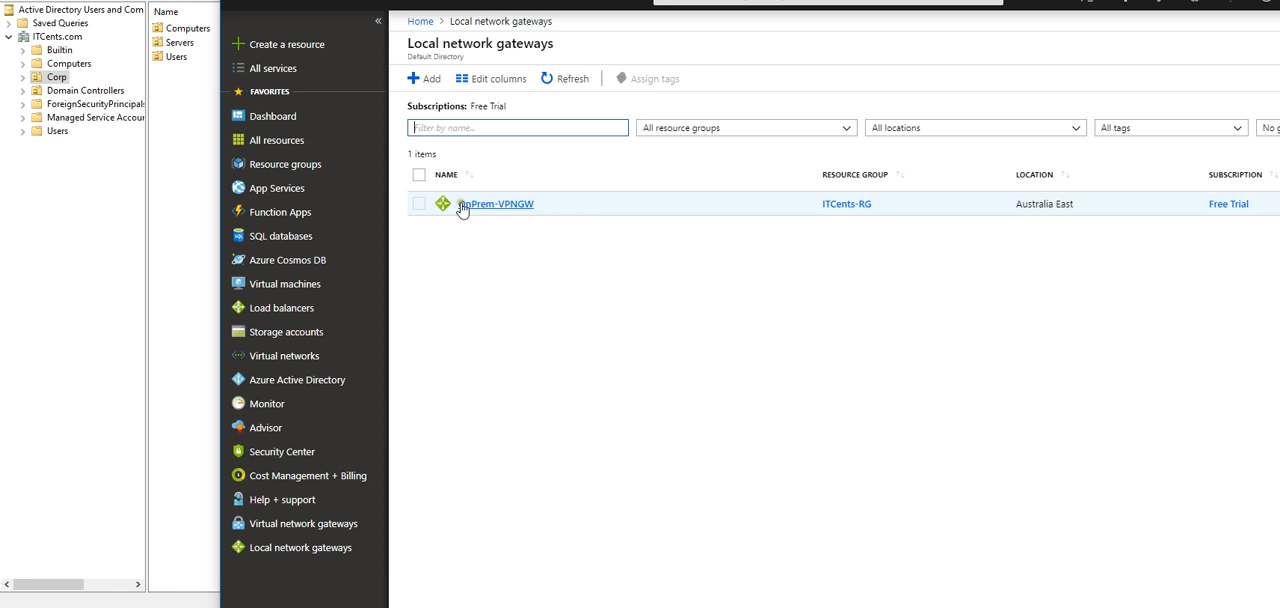 Active Directory Users and Com
Saved Queries
ITCents.com
Builtin
Computers
Corp
Domain Controllers
ForeignSecurityPrincipal
Managed Service Accou
Users
Name
Computers
Servers
Users
Create a resource
All services
FAVORITES
Dashboard
All resources
Resource groups
App Services
Function Apps
SQL databases
Azure Cosmos DB
Virtual machines
Load balancers
Storage accounts
Virtual networks
Azure Active Directory
Monitor
Advisor
Security Center
Cost Management + Billing
Help + support
Virtual network gateways
Local network gateways
Home > Local network gateways
Local network gateways
Default Directory
Add Edit columns Refresh Assign tags
Subscriptions: Free Trial
Filter by name... All resource groups All locations All tags No g
1 items
NAME RESOURCE GROUP LOCATION SUBSCRIPTION
nPrem-VPNGW ITCents-RG Australia East Free Trial